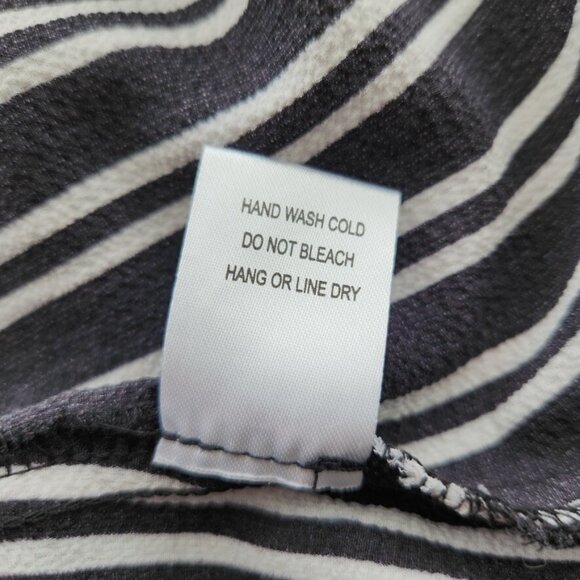 HAND WASH COLD
DO NOT BLEACH
HANG OR LINE DRY